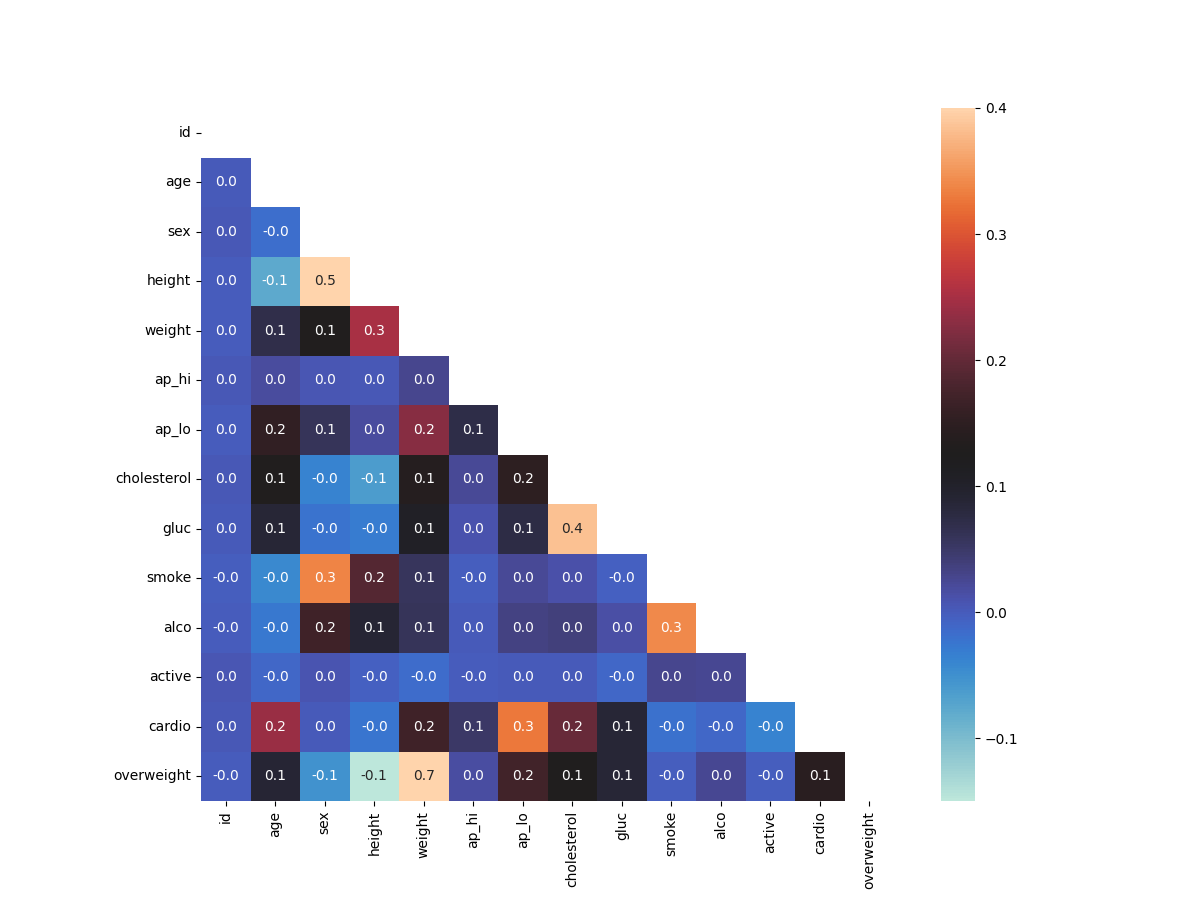 0.4
id
age 0.0
sex 0.0 -0.0
0.3
height 0.0 -0.1 0.5
weight 0.0 0.1 0.1 0.3
0.2
ap_hi 0.0 0.0 0.0 0.0 0.0
ap_lo 0.0 0.2 0.1 0.0 0.2 0.1
cholesterol 0.0 0.1 -0.0 -0.1 0.1 0.0 0.2
0.1
gluc 0.0 0.1 -0.0 -0.0 0.1 0.0 0.1 0.4
smoke -0.0 -0.0 0.3 0.2 0.1 -0.0 0.0 0.0 -0.0
0.0
alco -0.0 -0.0 0.2 0.1 0.1 0.0 0.0 0.0 0.0 0.3
active 0.0 -0.0 0.0 -0.0 -0.0 -0.0 0.0 0.0 -0.0 0.0 0.0
cardio 0.0 0.2 0.0 -0.0 0.2 0.1 0.3 0.2 0.1 -0.0 -0.0 -0.0
−0.1
overweight -0.0 0.1 -0.1 -0.1 0.7 0.0 0.2 0.1 0.1 -0.0 0.0 -0.0 0.1
id age sex height weight ap_hi ap_lo cholesterol gluc smoke alco active cardio overweight